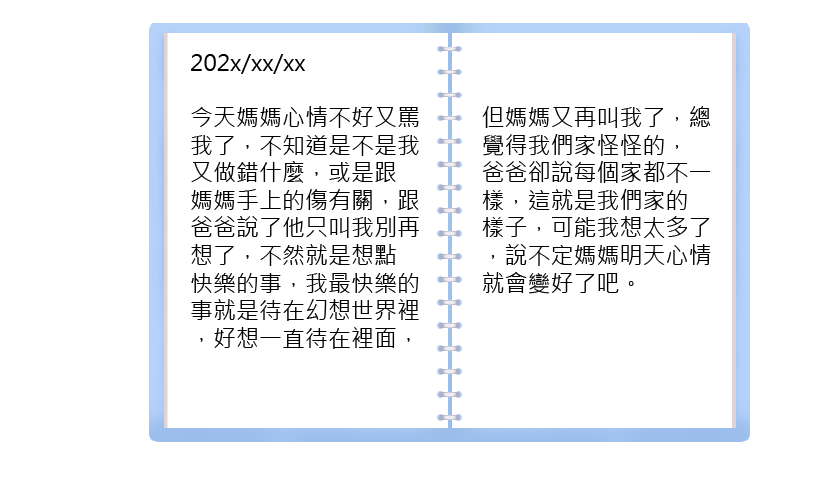 202x/xx/xx
今天媽媽心情不好又罵
我了，不知道是不是我
又做錯什麼，或是跟
媽媽手上的傷有關，跟
爸爸說了他只叫我別再
想了，不然就是想點
快樂的事，我最快樂的
事就是待在幻想世界裡
，好想一直待在裡面，
但媽媽又再叫我了，總
覺得我們家怪怪的，
爸爸卻說每個家都不一
樣，這就是我們家的
樣子，可能我想太多了
，說不定媽媽明天心情
就會變好了吧。